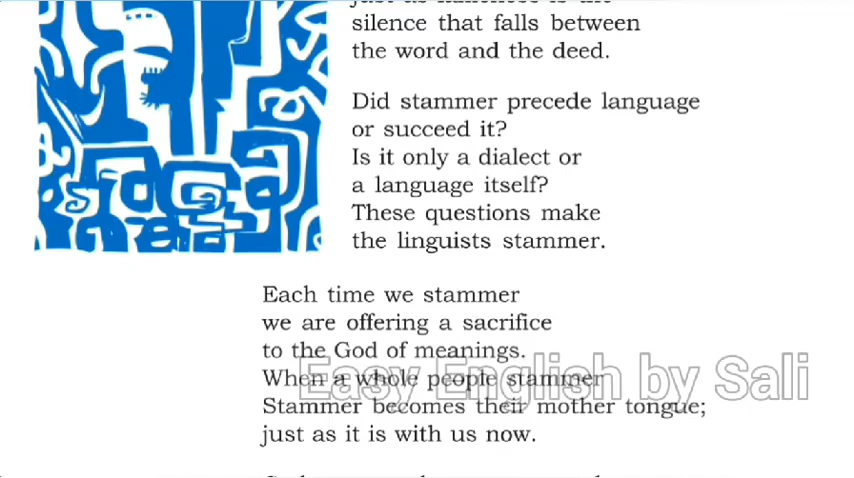 silence that falls between
the word and the deed.
Did stammer precede language
or succeed it?
Is it only a dialect or
a language itself?
These questions make
the linguists stammer.
Each time we stammer
we are offering a sacrifice
to the God of meanings.
When a whole people stammer
Stammer becomes their mother tongue;
just as it is with us now.
Easy English by Sali